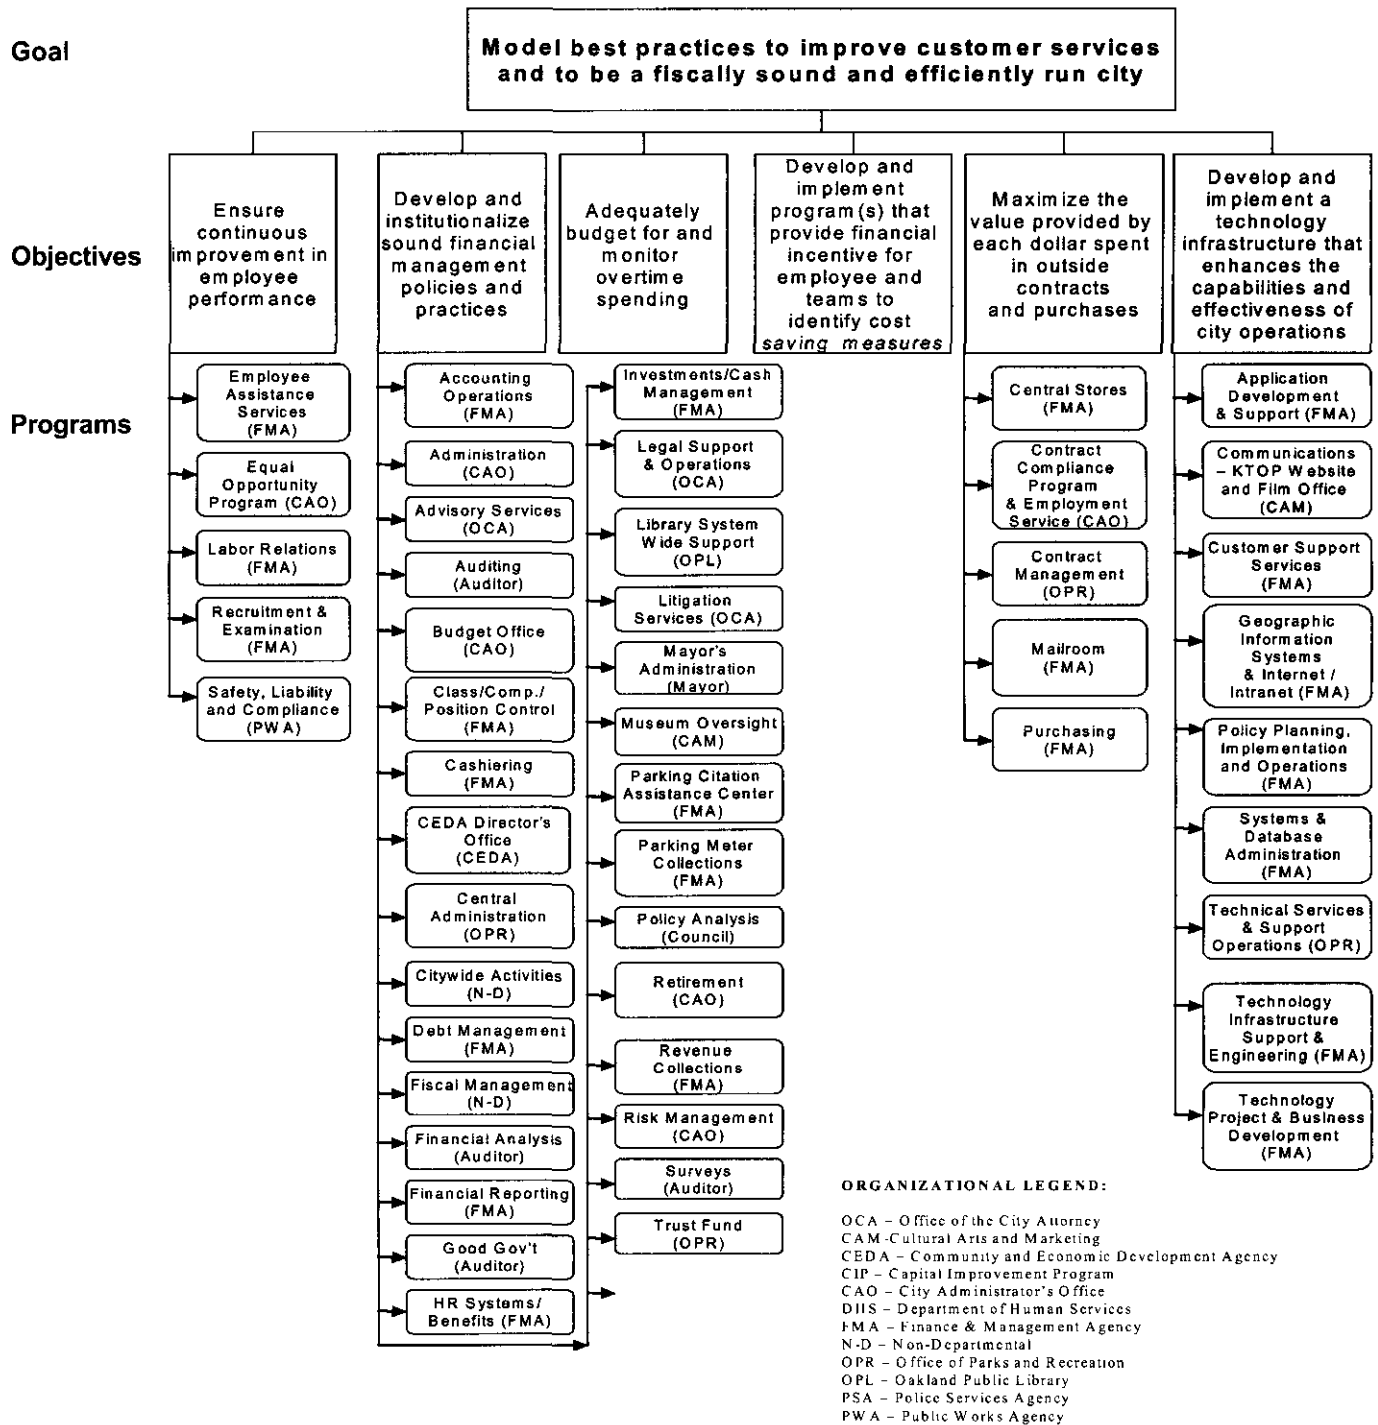 Goal
Model best practices to improve customer services
and to be a fiscally sound and efficiently run city
Objectives
Ensure
continuous
improvement in
employee
performance
Develop and
institutionalize
sound financial
management
policies and
practices
Adequately
budget for and
monitor
overtime
spending
Develop and
implement
program(s) that
provide financial
incentive for
employee and
teams to
identify cost
saving measures
Maximize the
value provided by
each dollar spent
in outside
contracts
and purchases
Develop and
implement a
technology
infrastructure that
enhances the
capabilities and
effectiveness of
city operations
Programs
Employee
Assistance
Services
(FMA)
Equal
Opportunity
Program (CAO)
Labor Relations
(FMA)
Recruitment &
Examination
(FMA)
Safety, Liability
and Compliance
(PWA)
Accounting
Operations
(FMA)
Administration
(CAO)
Advisory Services
(OCA)
Auditing
(Auditor)
Budget Office
(CAO)
Class/Comp./
Position Control
(FMA)
Cashiering
(FMA)
CEDA Director's
Office
(CEDA)
Central
Administration
(OPR)
Citywide Activities
(N-D)
Debt Management
(FMA)
Fiscal Management
(N-D)
Financial Analysis
(Auditor)
Financial Reporting
(FMA)
Good Gov't
(Auditor)
HR Systems/
Benefits (FMA)
Investments/Cash
Management
(FMA)
Legal Support
& Operations
(OCA)
Library System
Wide Support
(OPL)
Litigation
Services (OCA)
Mayor's
Administration
(Mayor)
Museum Oversight
(CAM)
Parking Citation
Assistance Center
(FMA)
Parking Meter
Collections
(FMA)
Policy Analysis
(Council)
Retirement
(CAO)
Revenue
Collections
(FMA)
Risk Management
(CAO)
Surveys
(Auditor)
Trust Fund
(OPR)
Central Stores
(FMA)
Contract
Compliance
Program
& Employment
Service (CAO)
Contract
Management
(OPR)
Mailroom
(FMA)
Purchasing
(FMA)
Application
Development
& Support (FMA)
Communications
– KTOP Website
and Film Office
(CAM)
Customer Support
Services
(FMA)
Geographic
Information
Systems
& Internet /
Intranet (FMA)
Policy Planning,
Implementation
and Operations
(FMA)
Systems &
Database
Administration
(FMA)
Technical Services
& Support
Operations (OPR)
Technology
Infrastructure
Support &
Engineering (FMA)
Technology
Project & Business
Development
(FMA)
ORGANIZATIONAL LEGEND:
OCA – Office of the City Attorney
CAM-Cultural Arts and Marketing
CEDA – Community and Economic Development Agency
CIP – Capital Improvement Program
CAO – City Administrator's Office
DHS – Department of Human Services
FMA – Finance & Management Agency
N-D – Non-Departmental
OPR – Office of Parks and Recreation
OPL – Oakland Public Library
PSA – Police Services Agency
PWA – Public Works Agency